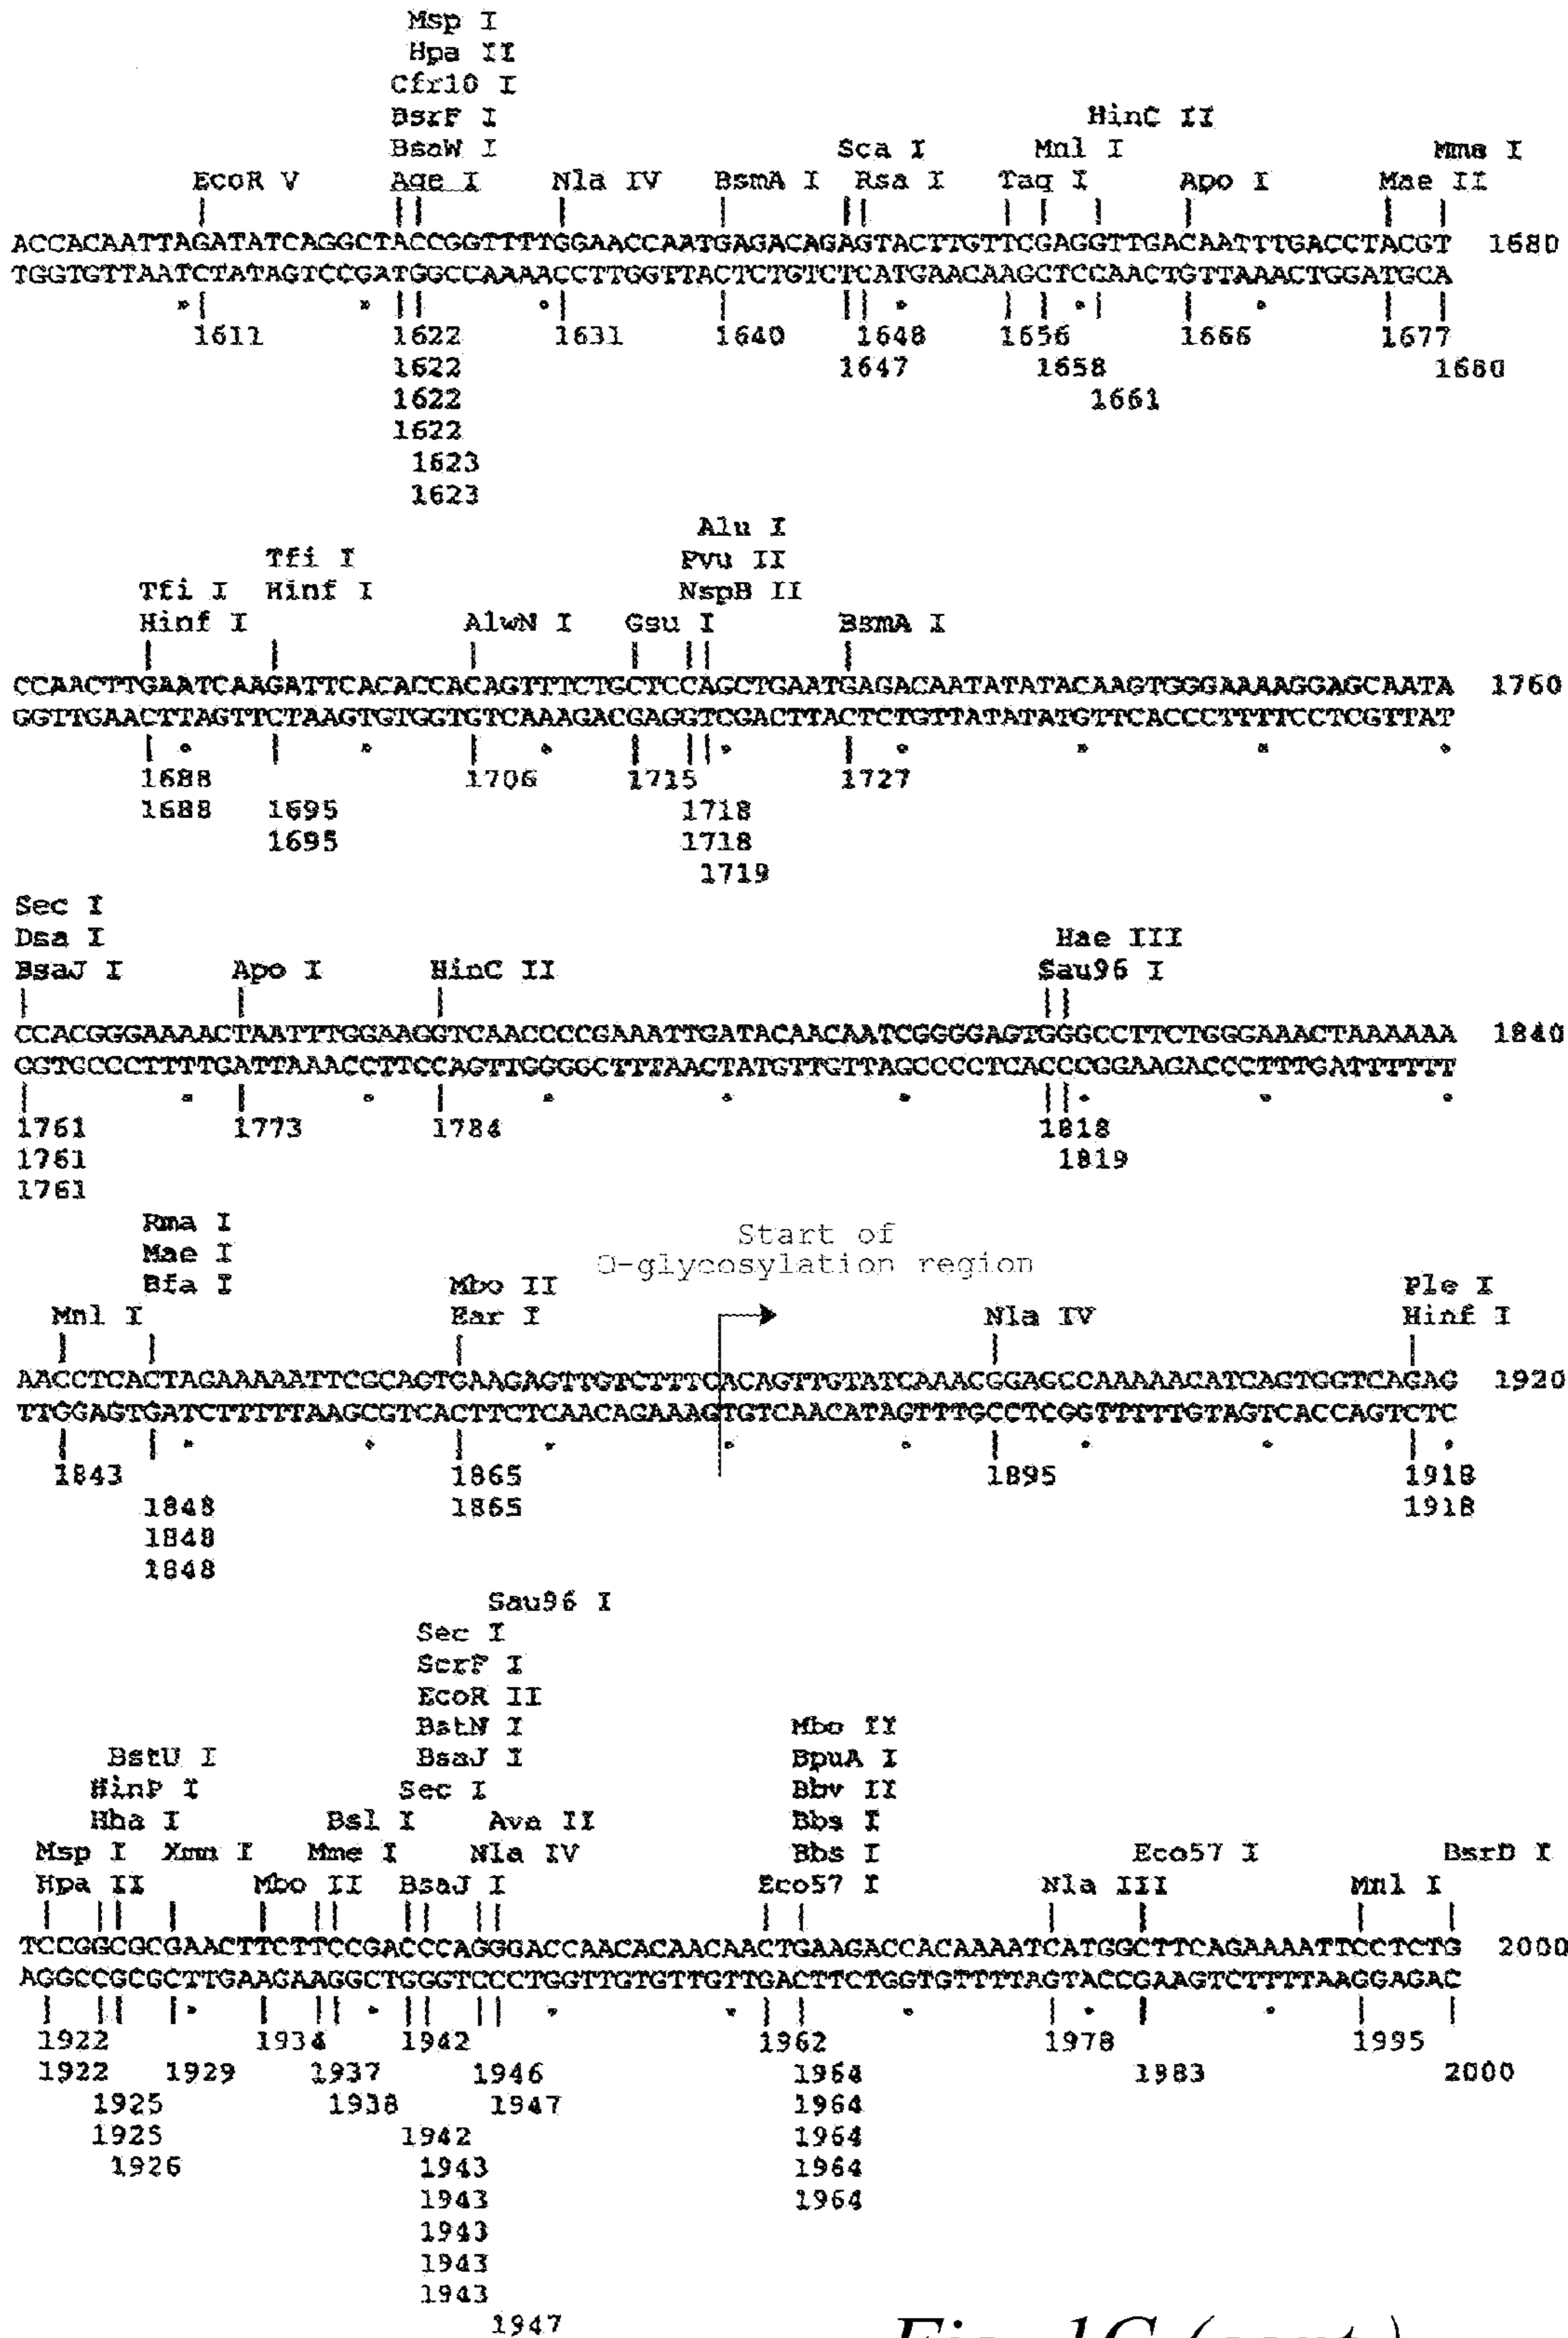 Msp I
Hpa II
Cfr10 I
BsrF I HinC II
BsaW I Sca I Mnl I Mma I
EcoR V Age I Nla IV BsmA I Rsa I Taq I Apo I Mae II
ACCACAATTAGATATCAGGCTACCGGTTTTGGAACCAATGAGACAGAGTACTTGTTCGAGGTTGACAATTTGACCTACGT 1680
TGGTGTTAATCTATAGTCCGATGGCCAAAACCTTGGTTACTCTGTCTCATGAACAAGCTCCAACTGTTAAACTGGATGCA
1611 1622 1631 1640 1648 1656 1666 1677
1622 1647 1658 1680
1622 1661
1622
1623
1623
Alu I
Tfi I Pvu II
Tfi I Hinf I NspB II
Hinf I AlwN I Gsu I BsmA I
CCAACTTGAATCAAGATTCACACCACAGTTTCTGCTCCAGCTGAATGAGACAATATATACAAGTGGGAAAAGGAGCAATA 1760
GGTTGAACTTAGTTCTAAGTGTGGTGTCAAAGACGAGGTCGACTTACTCTGTTATATATGTTCACCCTTTTCCTCGTTAT
1688 1706 1715 1727
1688 1695 1718
1695 1718
1719
Sec I
Dsa I Hae III
BsaJ I Apo I HinC II Sau96 I
CCACGGGAAAACTAATTTGGAAGGTCAACCCCGAAATTGATACAACAATCGGGGAGTGGGCCTTCTGGGAAACTAAAAAA 1840
GGTGCCCTTTTGATTAAACCTTCCAGTTGGGGCTTTAACTATGTTGTTAGCCCCTCACCCGGAAGACCCTTTGATTTTTT
1761 1773 1784 1818
1761 1819
1761
Rma I Start of
Mae I O-glycosylation region
Bfa I Mbo II Ple I
Mnl I Ear I Nla IV Hinf I
AACCTCACTAGAAAAATTCGCAGTGAAGAGTTGTCTTTCACAGTTGTATCAAACGGAGCCAAAAACATCAGTGGTCAGAG 1920
TTGGAGTGATCTTTTTAAGCGTCACTTCTCAACAGAAAGTGTCAACATAGTTTGCCTCGGTTTTTGTAGTCACCAGTCTC
1843 1865 1895 1918
1848 1865 1918
1848
1848
Sau96 I
Sec I
ScrF I
EcoR II
BstN I Mbo II
BstU I BsaJ I BpuA I
HinP I Sec I Bbv II
Hha I Bsl I Ava II Bbs I
Msp I Xmn I Mme I Nla IV Bbs I Eco57 I BsrD I
Hpa II Mbo II BsaJ I Eco57 I Nla III Mnl I
TCCGGCGCGAACTTCTTCCGACCCAGGGACCAACACAACAACTGAAGACCACAAAATCATGGCTTCAGAAAATTCCTCTG 2000
AGGCCGCGCTTGAAGAAGGCTGGGTCCCTGGTTGTGTTGTTGACTTCTGGTGTTTTAGTACCGAAGTCTTTTAAGGAGAC
1922 1934 1942 1962 1978 1995
1922 1929 1937 1946 1964 1983 2000
1925 1938 1947 1964
1925 1942 1964
1926 1943 1964
1943 1964
1943
1943
1943
1947
Fig. 1C (cont.)